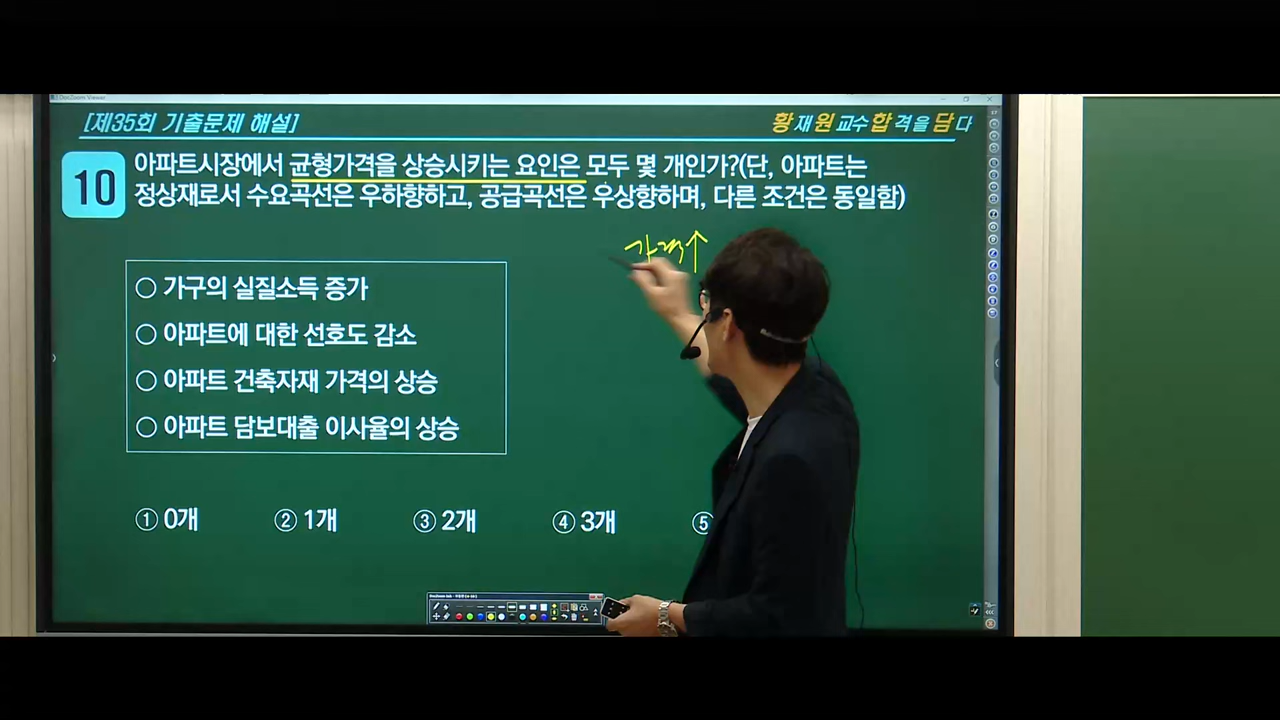 [제35회 기출문제 해설]
황재원 교수 합격을 담다
10
아파트시장에서 균형가격을 상승시키는 요인은 모두 몇 개인가?(단, 아파트는
정상재로서 수요곡선은 우하향하고, 공급곡선은 우상향하며, 다른 조건은 동일함)
가격↑
○ 가구의 실질소득 증가
○ 아파트에 대한 선호도 감소
○ 아파트 건축자재 가격의 상승
○ 아파트 담보대출 이사율의 상승
① 0개 ② 1개 ③ 2개 ④ 3개 ⑤